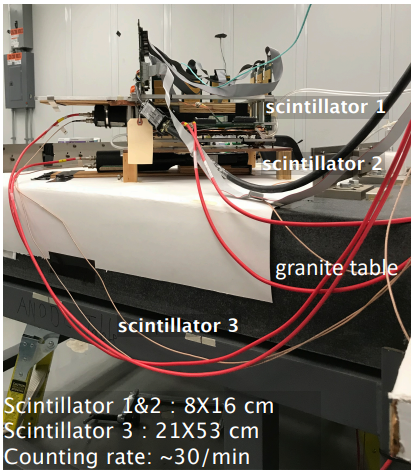 scintillator 1
scintillator 2
granite table
scintillator 3
Scintillator 1&2 : 8X16 cm
Scintillator 3 : 21X53 cm
Counting rate: ~30/min